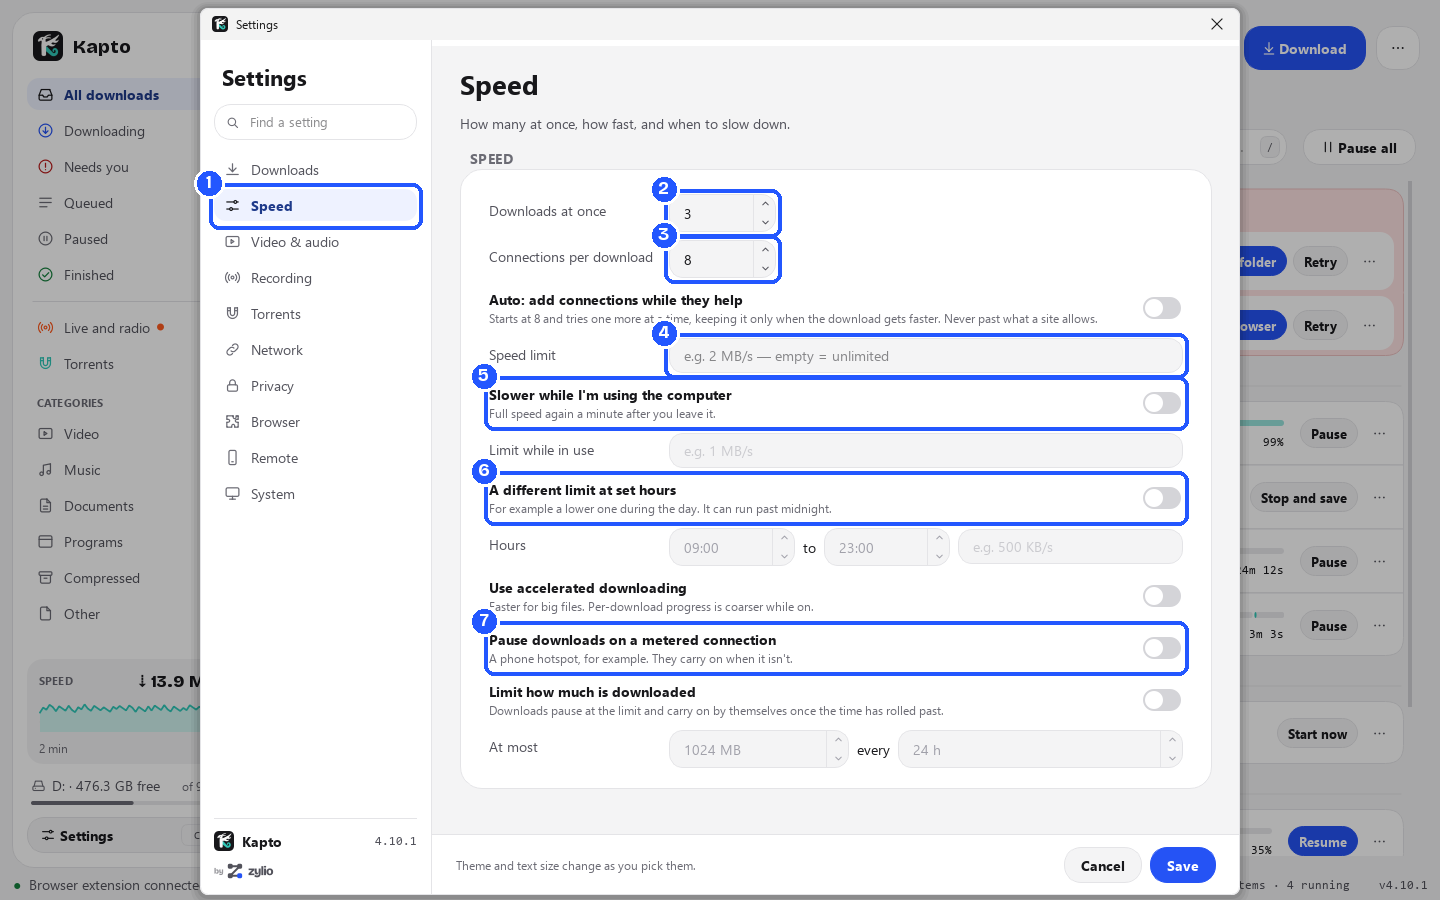 Kapto
All downloads
Downloading
Needs you
Queued
Paused
Finished
Live and radio
Torrents
CATEGORIES
Video
Music
Documents
Programs
Compressed
Other
SPEED
↓ 13.9 M
2 min
D: · 476.3 GB free
of 9
Settings
Browser extension connecte
Settings
Settings
Find a setting
Downloads
1
Speed
Video & audio
Recording
Torrents
Network
Privacy
Browser
Remote
System
Kapto
4.10.1
by zylio
Speed
How many at once, how fast, and when to slow down.
SPEED
2
Downloads at once
3
3
Connections per download
8
Auto: add connections while they help
Starts at 8 and tries one more at a time, keeping it only when the download gets faster. Never past what a site allows.
4
Speed limit
e.g. 2 MB/s — empty = unlimited
5
Slower while I'm using the computer
Full speed again a minute after you leave it.
Limit while in use
e.g. 1 MB/s
6
A different limit at set hours
For example a lower one during the day. It can run past midnight.
Hours
09:00
to
23:00
e.g. 500 KB/s
Use accelerated downloading
Faster for big files. Per-download progress is coarser while on.
7
Pause downloads on a metered connection
A phone hotspot, for example. They carry on when it isn't.
Limit how much is downloaded
Downloads pause at the limit and carry on by themselves once the time has rolled past.
At most
1024 MB
every
24 h
Theme and text size change as you pick them.
Cancel
Save
Download
/
Pause all
folder
Retry
owser
Retry
99%
Pause
Stop and save
4m 12s
Pause
3m 3s
Pause
Start now
35%
Resume
tems · 4 running
v4.10.1